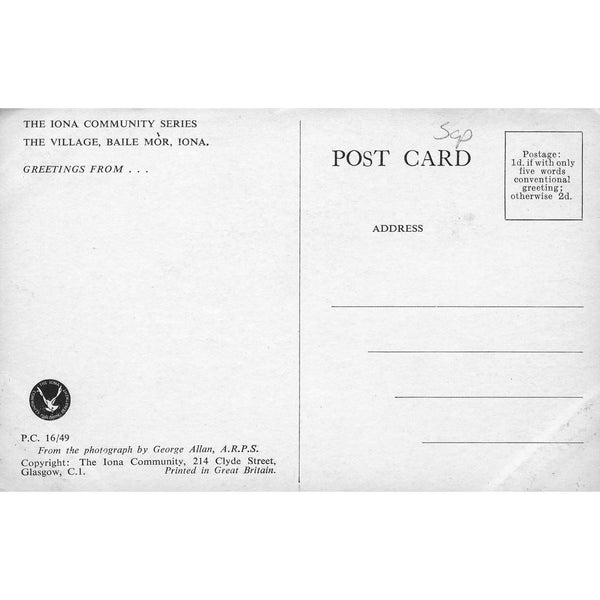 THE IONA COMMUNITY SERIES
THE VILLAGE, BAILE MÒR, IONA.
GREETINGS FROM . . .
P.C. 16/49
From the photograph by George Allan, A.R.P.S.
Copyright: The Iona Community, 214 Clyde Street,
Glasgow, C.1. Printed in Great Britain.
POST CARD
Postage:
1d. if with only
five words
conventional
greeting;
otherwise 2d.
ADDRESS